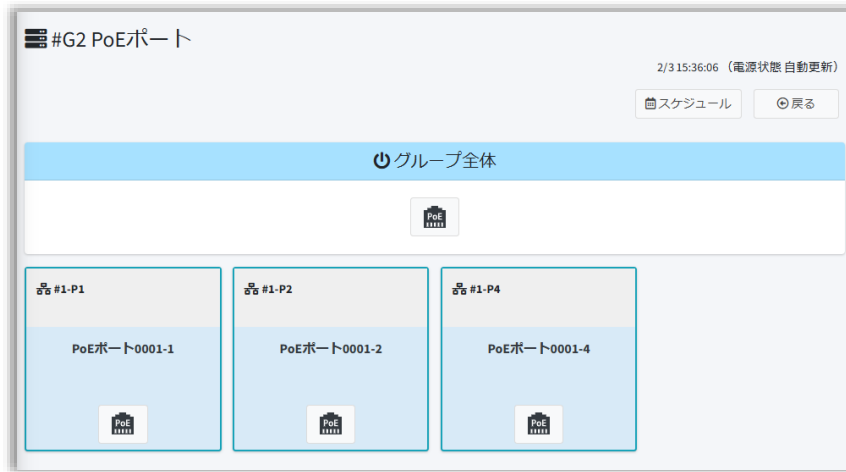 #G2 PoEポート
2/3 15:36:06 （電源状態 自動更新）
スケジュール 戻る
グループ全体
PoE
#1-P1 #1-P2 #1-P4
PoEポート0001-1 PoEポート0001-2 PoEポート0001-4
PoE PoE PoE